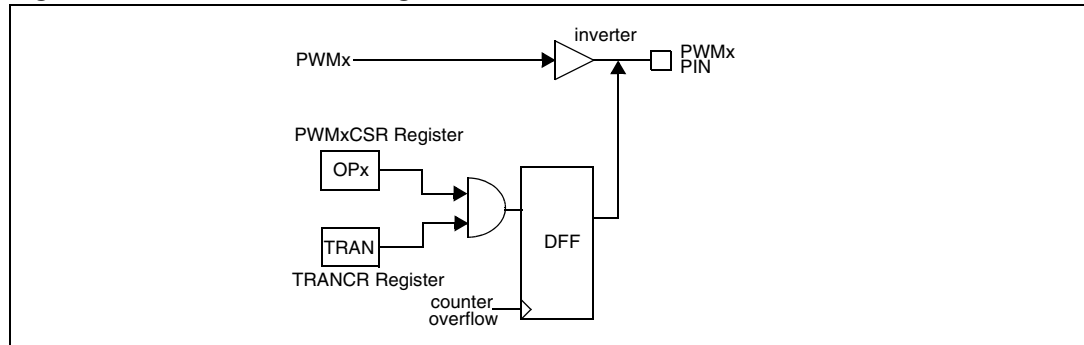 inverter
PWMx
PWMx
PIN
PWMxCSR Register
OPx
TRAN
DFF
TRANCR Register
counter
overflow